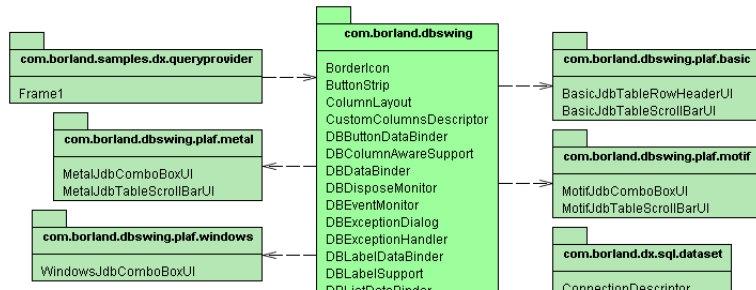 com.borland.samples.dx.queryprovider
Frame1
com.borland.dbswing.plaf.metal
MetalJdbComboBoxUI
MetalJdbTableScrollBarUI
com.borland.dbswing.plaf.windows
WindowsJdbComboBoxUI
com.borland.dbswing
BorderIcon
ButtonStrip
ColumnLayout
CustomColumnsDescriptor
DBButtonDataBinder
DBColumnAwareSupport
DBDataBinder
DBDisposeMonitor
DBEventMonitor
DBExceptionDialog
DBExceptionHandler
DBLabelDataBinder
DBLabelSupport
DBListDataBinder
com.borland.dbswing.plaf.basic
BasicJdbTableRowHeaderUI
BasicJdbTableScrollBarUI
com.borland.dbswing.plaf.motif
MotifJdbComboBoxUI
MotifJdbTableScrollBarUI
com.borland.dx.sql.dataset
ConnectionDescriptor